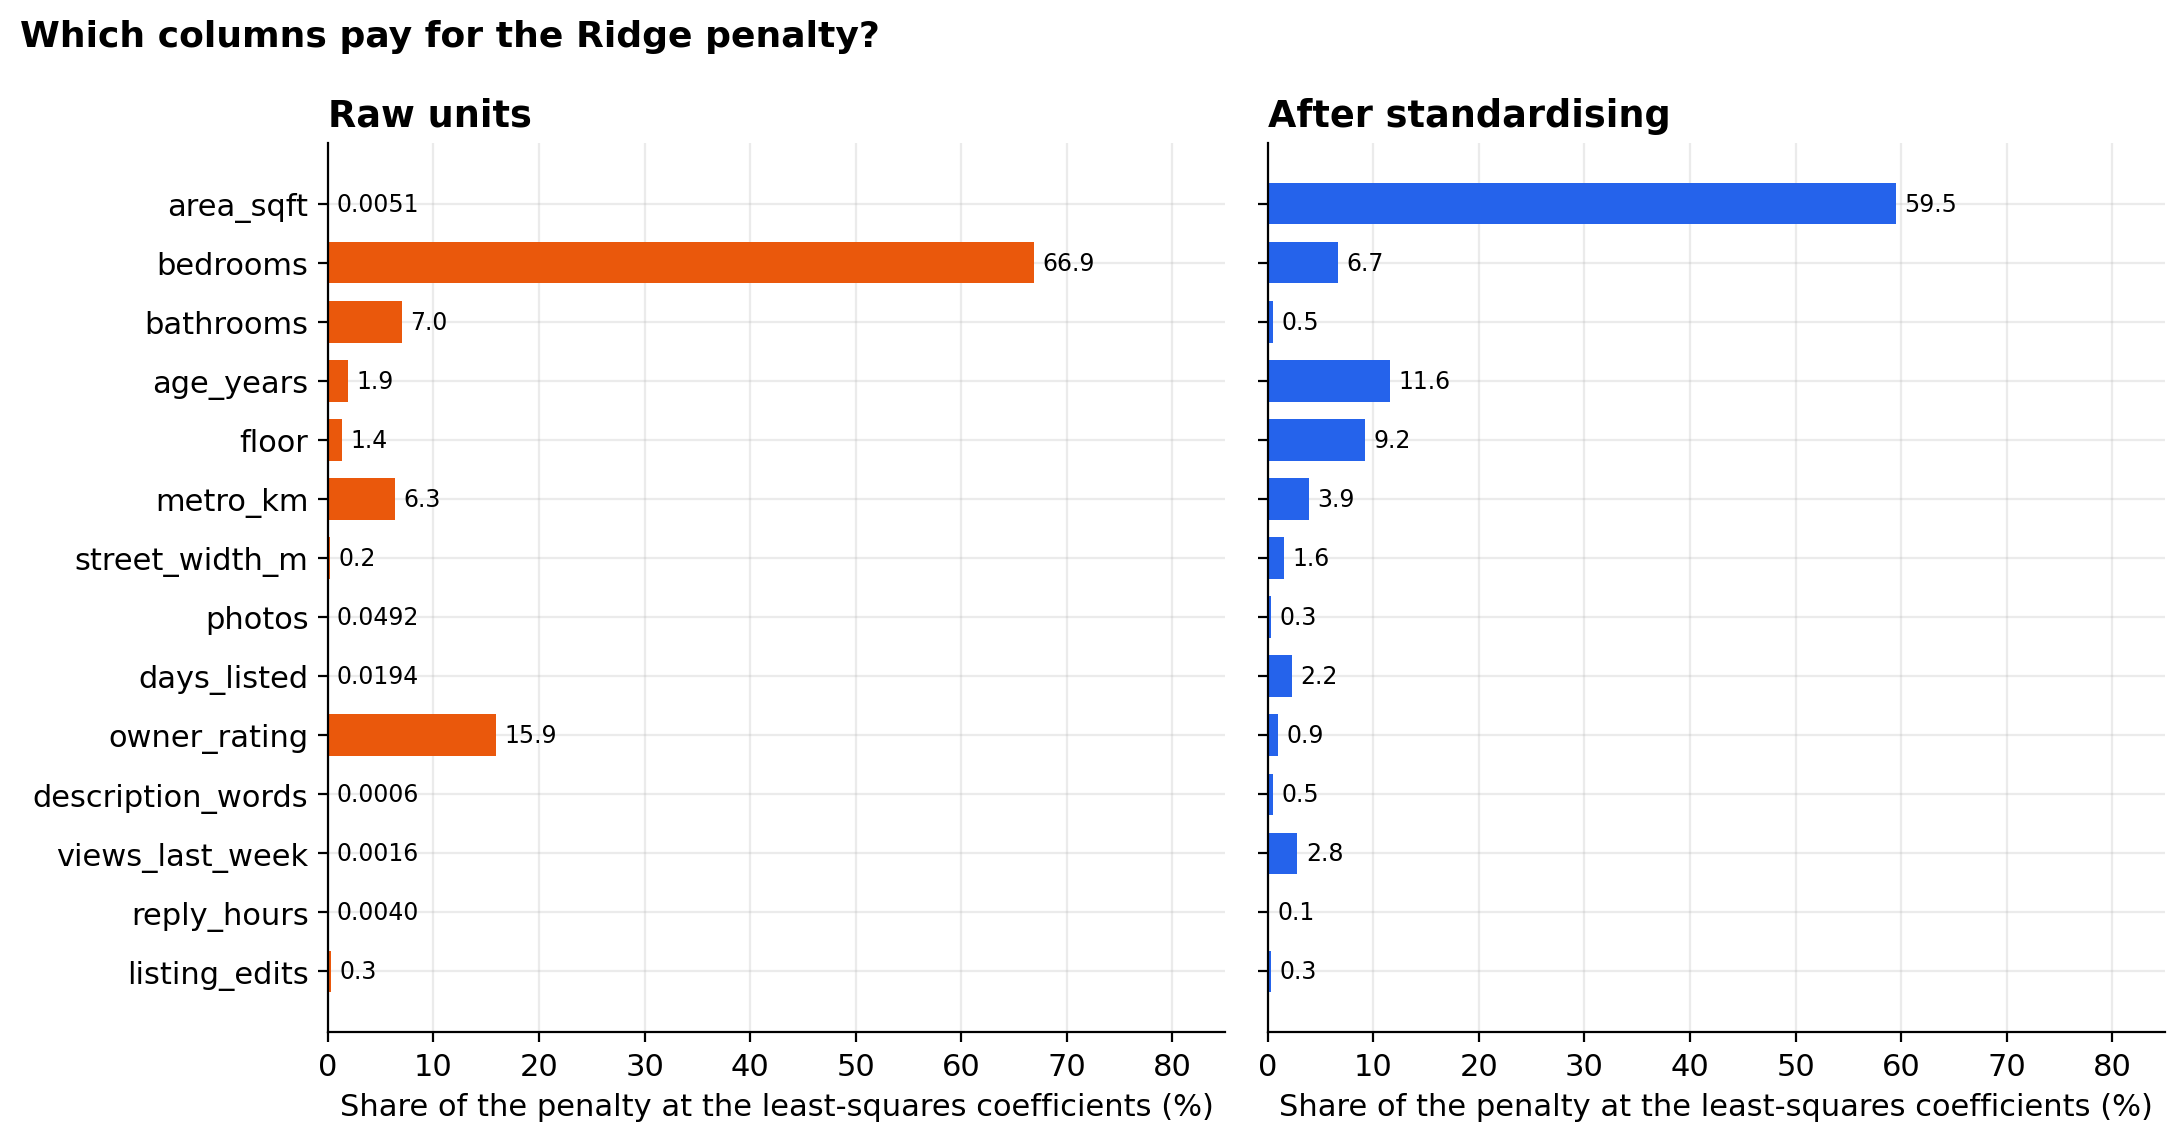 Which columns pay for the Ridge penalty?
Raw units
area_sqft 0.0051
bedrooms 66.9
bathrooms 7.0
age_years 1.9
floor 1.4
metro_km 6.3
street_width_m 0.2
photos 0.0492
days_listed 0.0194
owner_rating 15.9
description_words 0.0006
views_last_week 0.0016
reply_hours 0.0040
listing_edits 0.3
0 10 20 30 40 50 60 70 80
Share of the penalty at the least-squares coefficients (%)
After standardising
59.5
6.7
0.5
11.6
9.2
3.9
1.6
0.3
2.2
0.9
0.5
2.8
0.1
0.3
0 10 20 30 40 50 60 70 80
Share of the penalty at the least-squares coefficients (%)